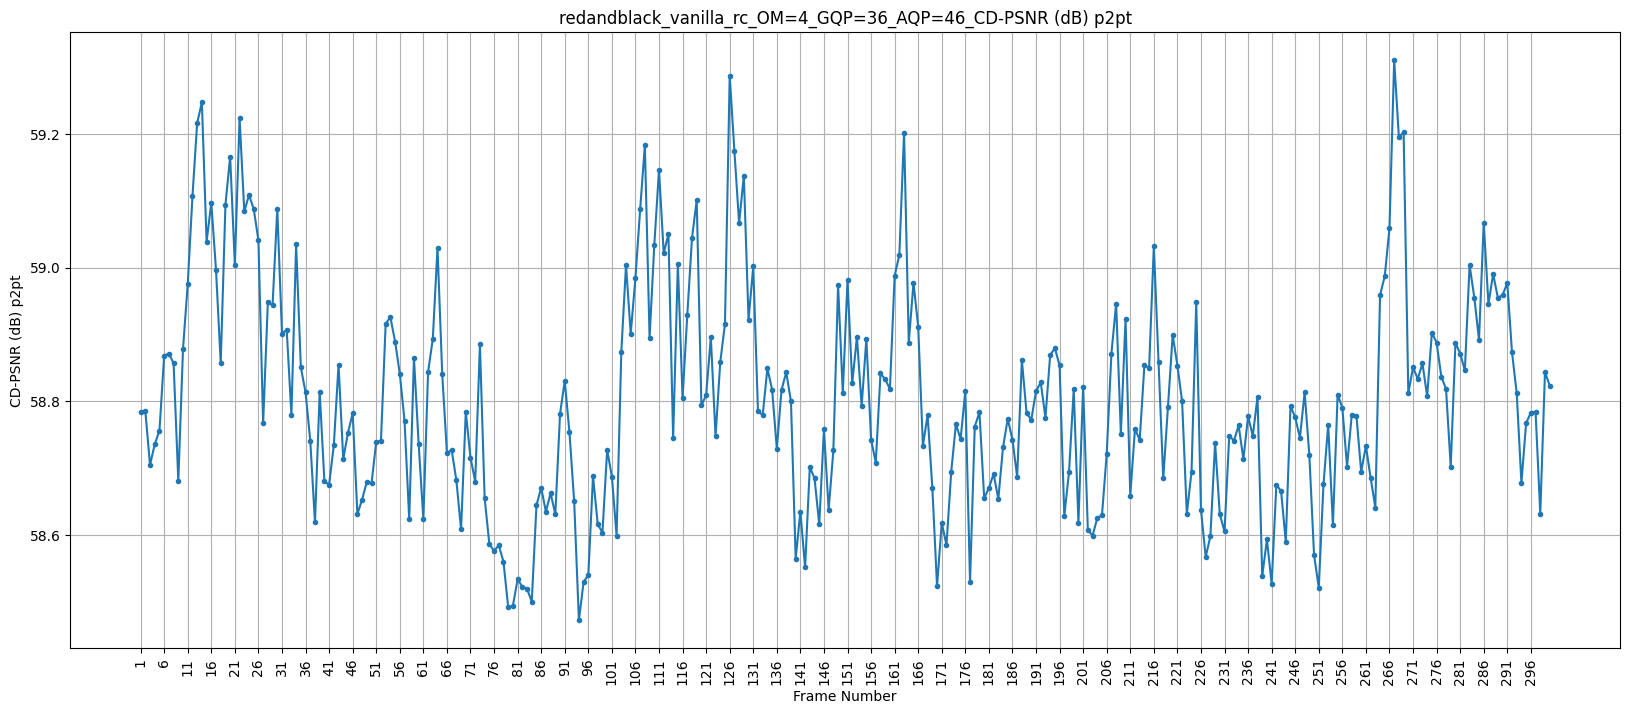 redandblack_vanilla_rc_OM=4_GQP=36_AQP=46_CD-PSNR (dB) p2pt
CD-PSNR (dB) p2pt
59.2
59.0
58.8
58.6
1 6 11 16 21 26 31 36 41 46 51 56 61 66 71 76 81 86 91 96 101 106 111 116 121 126 131 136 141 146 151 156 161 166 171 176 181 186 191 196 201 206 211 216 221 226 231 236 241 246 251 256 261 266 271 276 281 286 291 296
Frame Number